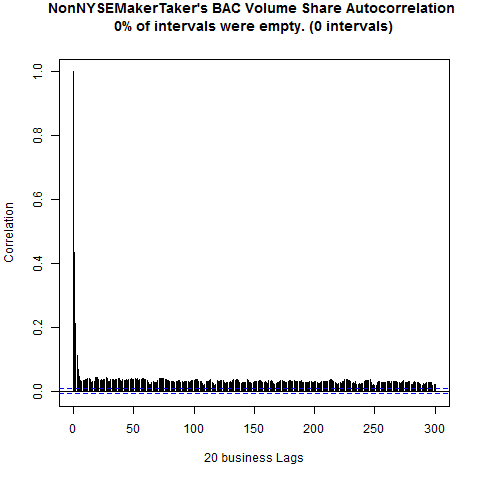 NonNYSEMakerTaker's BAC Volume Share Autocorrelation
0% of intervals were empty. (0 intervals)
Correlation
1.0
0.8
0.6
0.4
0.2
0.0
0 50 100 150 200 250 300
20 business Lags